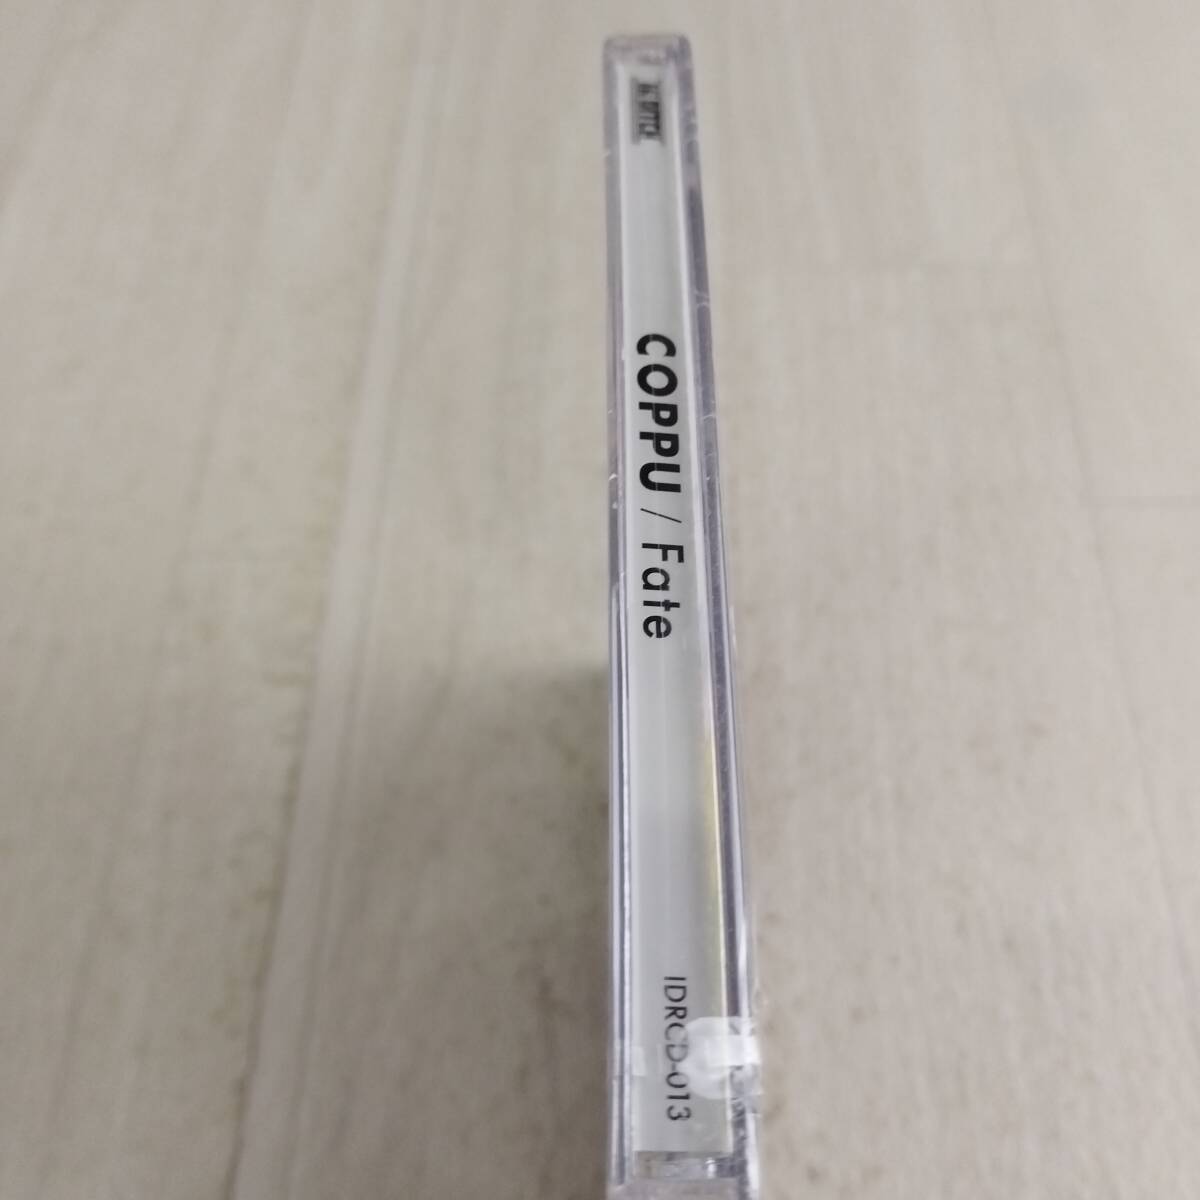 COPPU / Fate
IDRCD-013